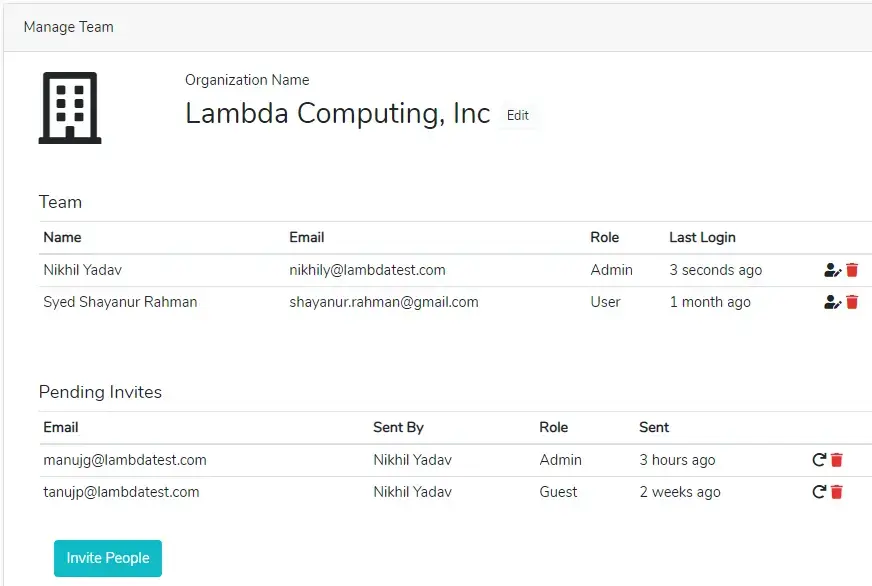 Manage Team
Organization Name
Lambda Computing, Inc Edit
Team
Name Email Role Last Login
Nikhil Yadav nikhily@lambdatest.com Admin 3 seconds ago
Syed Shayanur Rahman shayanur.rahman@gmail.com User 1 month ago
Pending Invites
Email Sent By Role Sent
manujg@lambdatest.com Nikhil Yadav Admin 3 hours ago
tanujp@lambdatest.com Nikhil Yadav Guest 2 weeks ago
Invite People